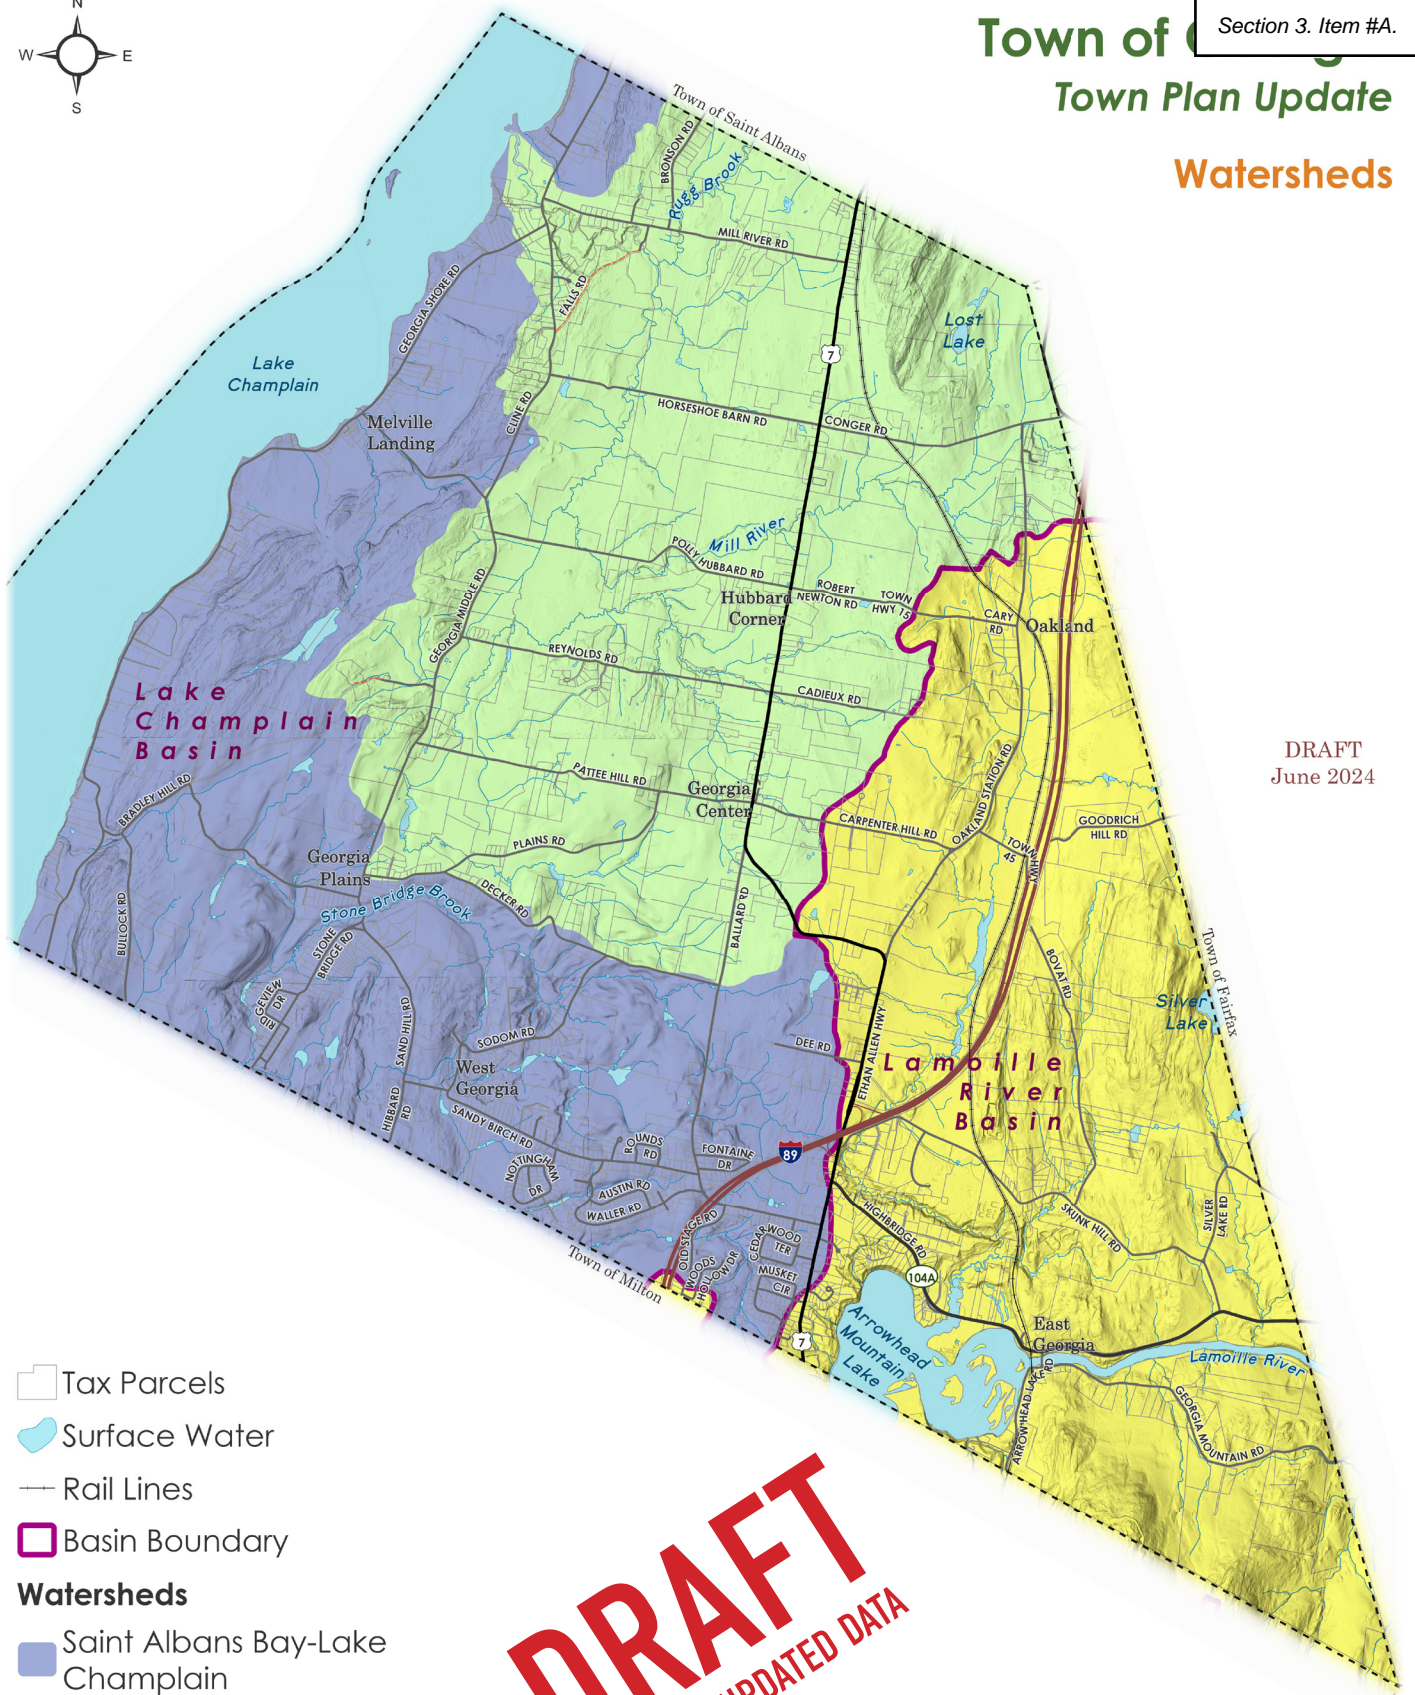 N
W
E
S
Section 3. Item #A.
Town of
Town Plan Update
Watersheds
Town of Saint Albans
BRONSON RD
Rugg Brook
MILL RIVER RD
FALLS RD
GEORGIA SHORE RD
Lost
Lake
7
Lake
Champlain
CLINE RD
HORSESHOE BARN RD
CONGER RD
Melville
Landing
Mill River
POLLY HUBBARD RD
Hubbard
Corner
ROBERT
NEWTON RD
TOWN
HWY 15
CARY
RD
Oakland
GEORGIA MIDDLE RD
REYNOLDS RD
CADIEUX RD
Lake
Champlain
Basin
DRAFT
June 2024
PATTEE HILL RD
Georgia
Center
OAKLAND STATION RD
CARPENTER HILL RD
TOWN HWY
45
GOODRICH
HILL RD
BRADLEY HILL RD
PLAINS RD
Georgia
Plains
Stone Bridge Brook
DECKER RD
BALLARD RD
BULLOCK RD
STONE
BRIDGE RD
RIDGEVIEW
DR
SAND HILL RD
SODOM RD
BOVAT RD
Town of Fairfax
Silver
Lake
DEE RD
ETHAN ALLEN HWY
Lamoille
River
Basin
West
Georgia
HIBBARD
RD
SANDY BIRCH RD
ROUNDS
RD
FONTAINE
DR
89
NOTTINGHAM
DR
AUSTIN RD
WALLER RD
OLD STAGE RD
WOODS
HOLLOW DR
CEDARWOOD
TER
MUSKET
CIR
HIGHBRIDGE RD
SKUNK HILL RD
SILVER
LAKE RD
Town of Milton
104A
7
Arrowhead
Mountain
Lake
East
Georgia
Lamoille River
ARROWHEAD LAKE RD
GEORGIA MOUNTAIN RD
Tax Parcels
Surface Water
Rail Lines
Basin Boundary
Watersheds
Saint Albans Bay-Lake
Champlain
DRAFT
DATA